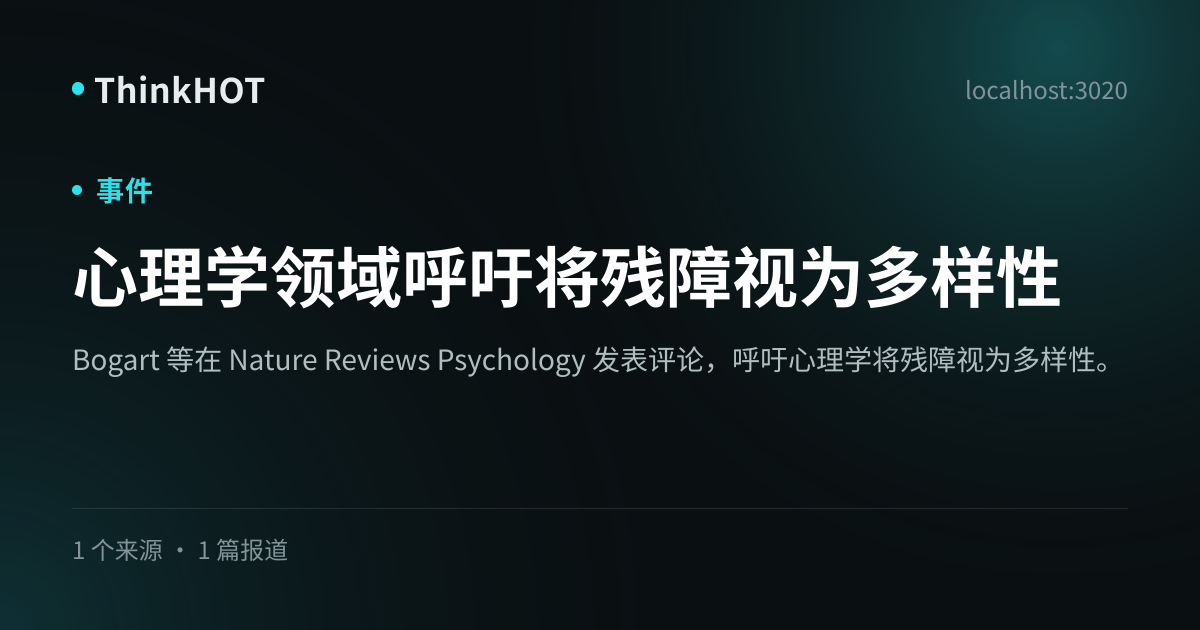 ThinkHOT
localhost:3020
事件
心理学领域呼吁将残障视为多样性
Bogart 等在 Nature Reviews Psychology 发表评论，呼吁心理学将残障视为多样性。
1 个来源 · 1 篇报道